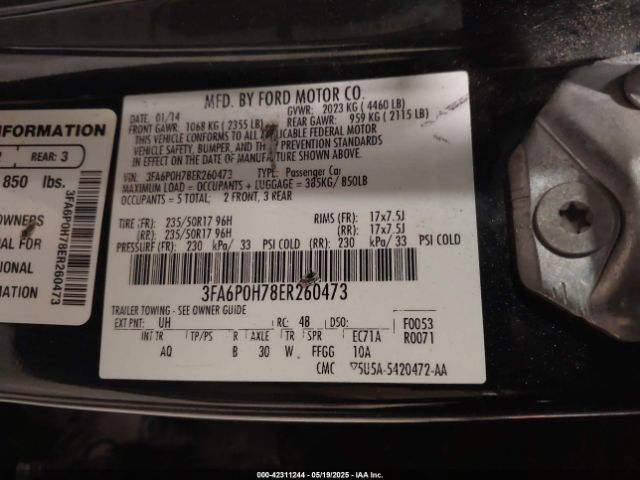 INFORMATION
REAR: 3
850 lbs.
OWNERS
UAL FOR
IONAL
RMATION
3FA6P0H78ER260473
MFD. BY FORD MOTOR CO.
DATE: 01/14 GVWR: 2023 KG ( 4460 LB)
FRONT GAWR: 1068 KG ( 2355 LB) REAR GAWR: 959 KG ( 2115 LB)
THIS VEHICLE CONFORMS TO ALL APPLICABLE FEDERAL MOTOR
VEHICLE SAFETY, BUMPER, AND THEFT PREVENTION STANDARDS
IN EFFECT ON THE DATE OF MANUFACTURE SHOWN ABOVE.
VIN: 3FA6P0H78ER260473 TYPE: Passenger Car
MAXIMUM LOAD = OCCUPANTS + LUGGAGE = 385KG/ 850LB
OCCUPANTS = 5 TOTAL; 2 FRONT, 3 REAR
TIRE (FR): 235/50R17 96H RIMS (FR): 17x7.5J
(RR): 235/50R17 96H (RR): 17x7.5J
PRESSURE (FR): 230 kPa/ 33 PSI COLD (RR): 230 kPa/ 33 PSI COLD
3FA6P0H78ER260473
TRAILER TOWING - SEE OWNER GUIDE
EXT PNT: UH RC: 48 DSO: F0053
INT TR TP/PS R AXLE TR SPR EC71A R0071
AQ B 30 W FFGG 10A
CMC 5U5A-5420472-AA
000-42311244 - 05/19/2025 - IAA Inc.